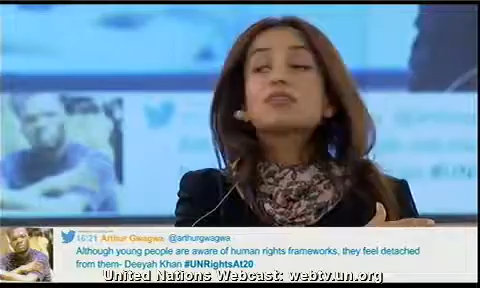 16:21 Arthur Gwagwa @arthurgwagwa
Although young people are aware of human rights frameworks, they feel detached
from them- Deeyah Khan #UNRightsAt20
United Nations Webcast: webtv.un.org